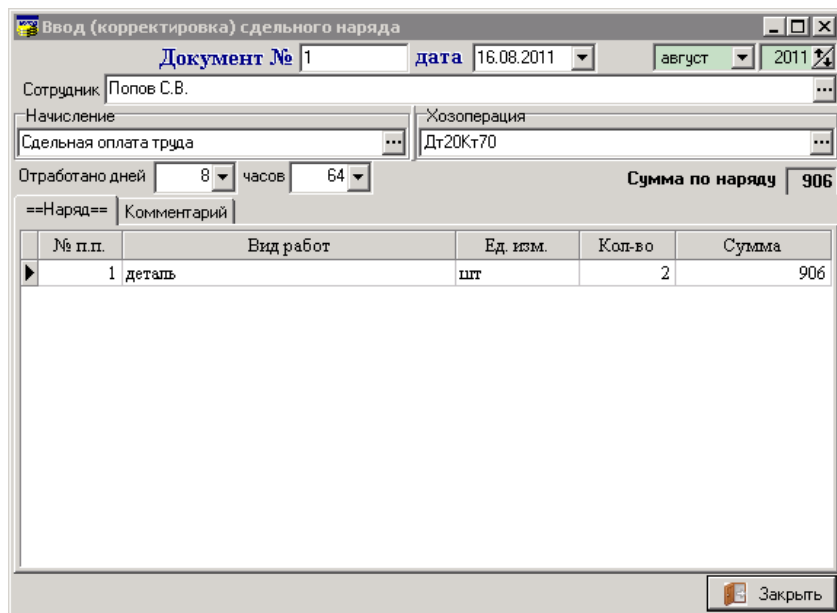 Ввод (корректировка) сдельного наряда
Документ № 1 дата 16.08.2011 август 2011
Сотрудник Попов С.В.
Начисление Хозоперация
Сдельная оплата труда Дт20Кт70
Отработано дней 8 часов 64 Сумма по наряду 906
==Наряд== Комментарий
№ п.п. Вид работ Ед. изм. Кол-во Сумма
1 деталь шт 2 906
Закрыть